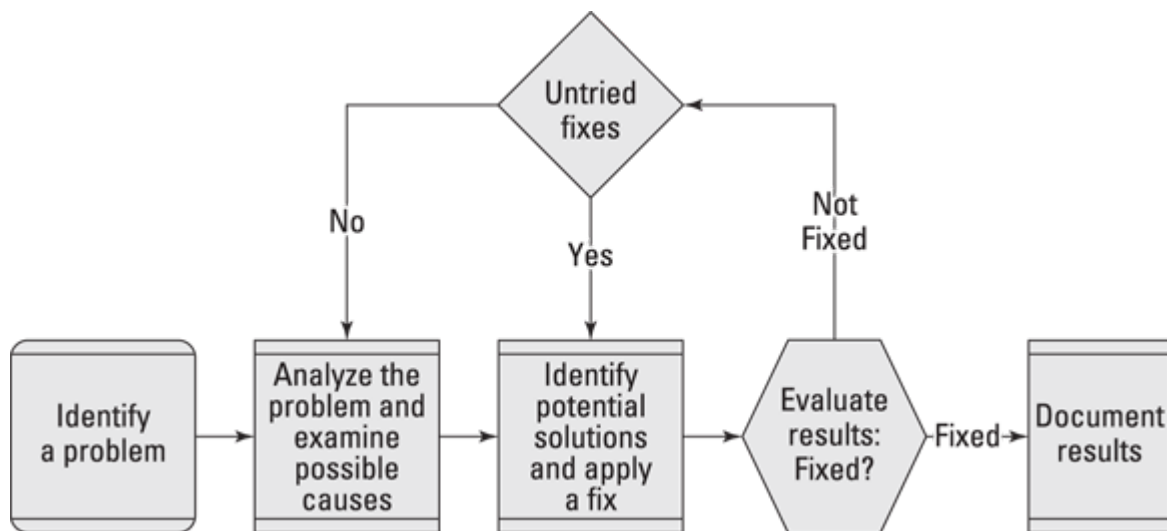 Untried
fixes
No
Yes
Not
Fixed
Identify
a problem
Analyze the
problem and
examine
possible
causes
Identify
potential
solutions
and apply
a fix
Evaluate
results:
Fixed?
Fixed
Document
results